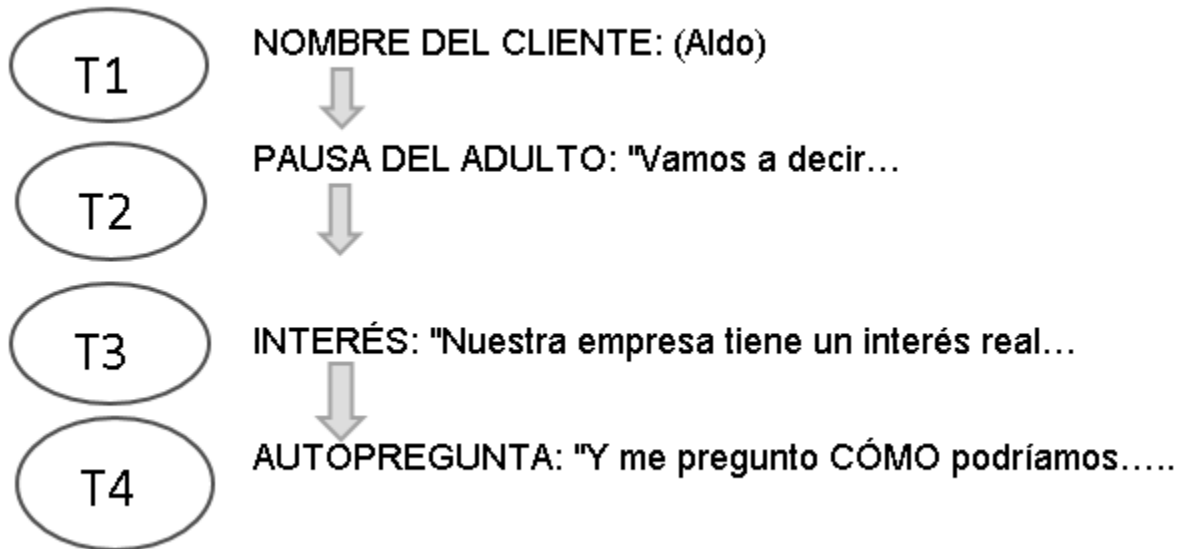 T1 NOMBRE DEL CLIENTE: (Aldo)
T2 PAUSA DEL ADULTO: "Vamos a decir…
T3 INTERÉS: "Nuestra empresa tiene un interés real…
T4 AUTOPREGUNTA: "Y me pregunto CÓMO podríamos…..